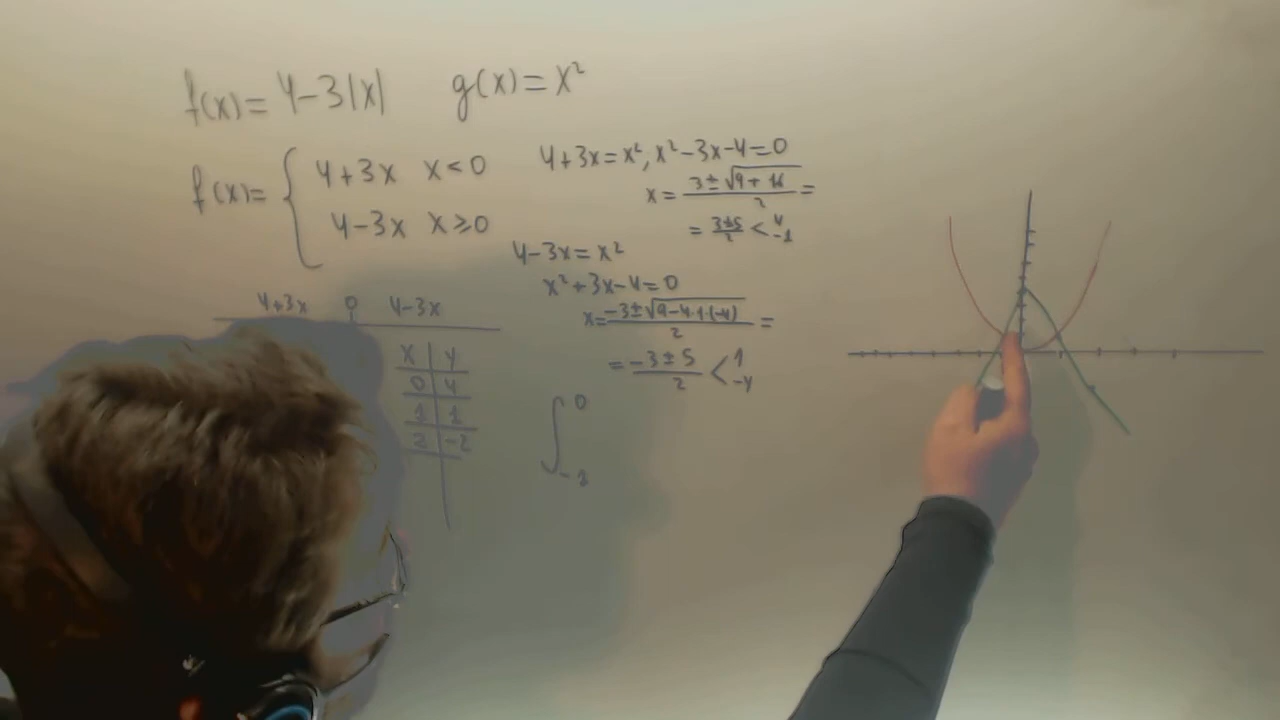 f(x)= 4-3|x| g(x)= x²
f(x)= { 4+3x x<0
4-3x x≥0
4+3x=x², x²-3x-4=0
x= (3±√(9+16))/2 =
= (3±5)/2 < 4 -1
4-3x=x²
x²+3x-4=0
x= (-3±√(9-4·1·(-4)))/2 =
= (-3±5)/2 < 1 -4
4+3x 0 4-3x
x | y
0 | 4
1 | 1
2 | -2
∫ 0 -1